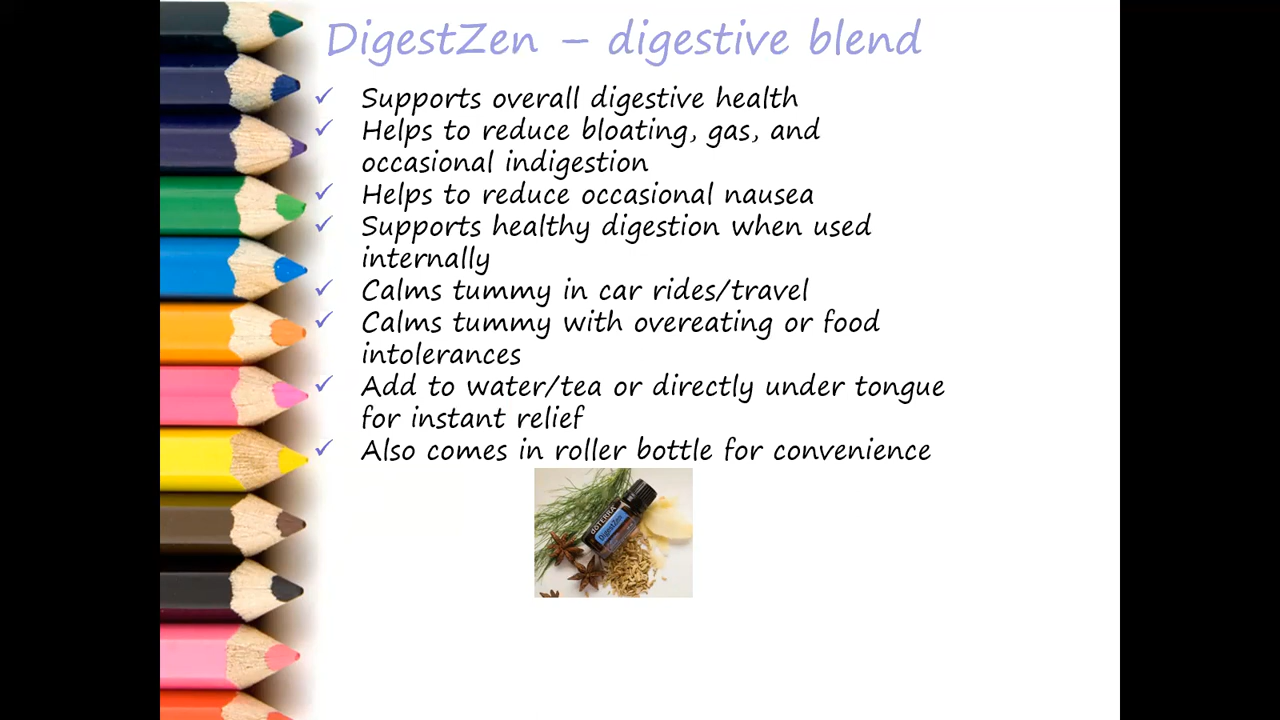 DigestZen – digestive blend
✓ Supports overall digestive health
✓ Helps to reduce bloating, gas, and
occasional indigestion
✓ Helps to reduce occasional nausea
✓ Supports healthy digestion when used
internally
✓ Calms tummy in car rides/travel
✓ Calms tummy with overeating or food
intolerances
✓ Add to water/tea or directly under tongue
for instant relief
✓ Also comes in roller bottle for convenience
doTERRA
DigestZen